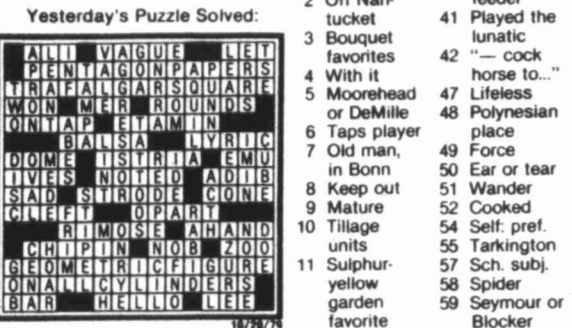 Yesterday's Puzzle Solved:
ALI VAGUE LET
PENTAGONPAPERS
TRAFALGARSQUARE
WON MER ROUNDS
ONTAP ETAMIN
BALSA LYRIC
DOME ISTRIA EMU
IVES NOTED ADIB
SAD STRODE CONE
CLEFT OPART
RIMOSE AHAND
CHIPIN NOB ZOO
GEOMETRICFIGURE
ONALLCYLINDERS
BAR HELLO LEE
10/29/79
2 Off Nan-
tucket
3 Bouquet
favorites
4 With it
5 Moorehead
or DeMille
6 Taps player
7 Old man,
in Bonn
8 Keep out
9 Mature
10 Tillage
units
11 Sulphur-
yellow
garden
favorite
feeder
41 Played the
lunatic
42 "— cock
horse to..."
47 Lifeless
48 Polynesian
place
49 Force
50 Ear or tear
51 Wander
52 Cooked
54 Self: pref.
55 Tarkington
57 Sch. subj.
58 Spider
59 Seymour or
Blocker